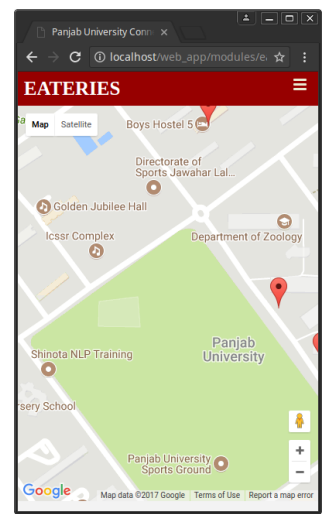 Panjab University Conn
localhost/web_app/modules/ea
EATERIES
Map Satellite
Boys Hostel 5
Directorate of
Sports Jawahar Lal...
Golden Jubilee Hall
Icssr Complex
Department of Zoology
Panjab
University
Shinota NLP Training
sery School
Panjab University
Sports Ground
Google
Map data ©2017 Google
Terms of Use
Report a map error